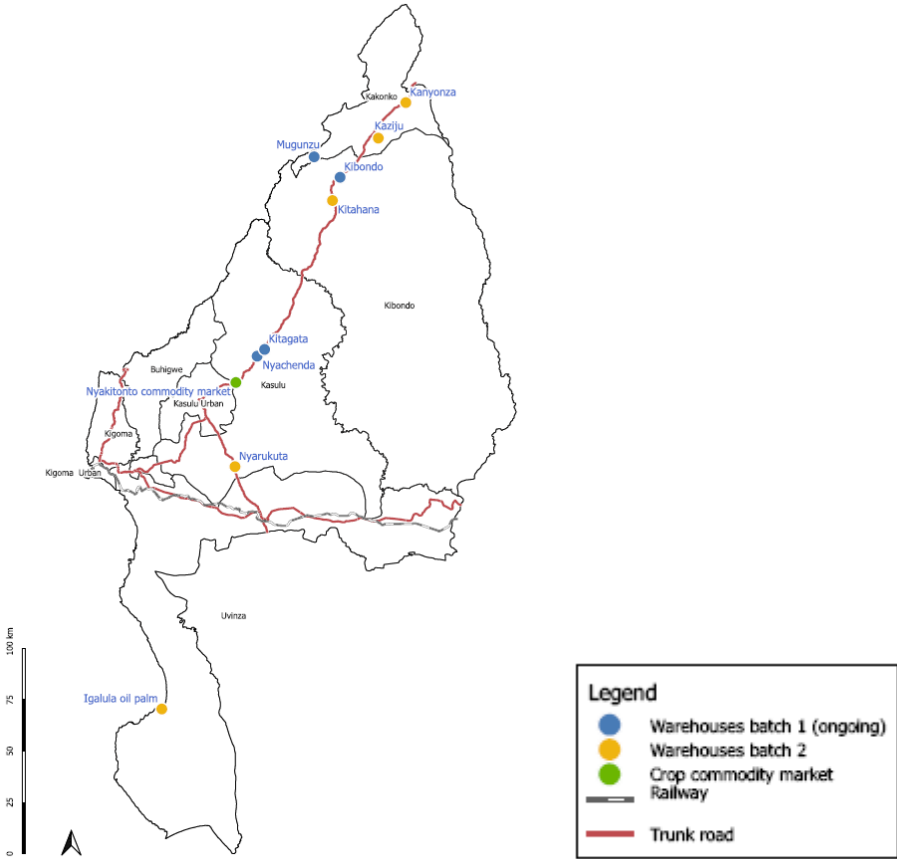 Kanyonza
Kakonko
Kaziju
Mugunzu
Kibondo
Kitahana
Kibondo
Kitagata
Nyachenda
Buhigwe
Kasulu
Nyakitonto commodity market
Kasulu Urban
Kigoma
Nyarukuta
Kigoma Urban
Uvinza
Igalula oil palm
100 km
75
50
25
0
Legend
Warehouses batch 1 (ongoing)
Warehouses batch 2
Crop commodity market
Railway
Trunk road